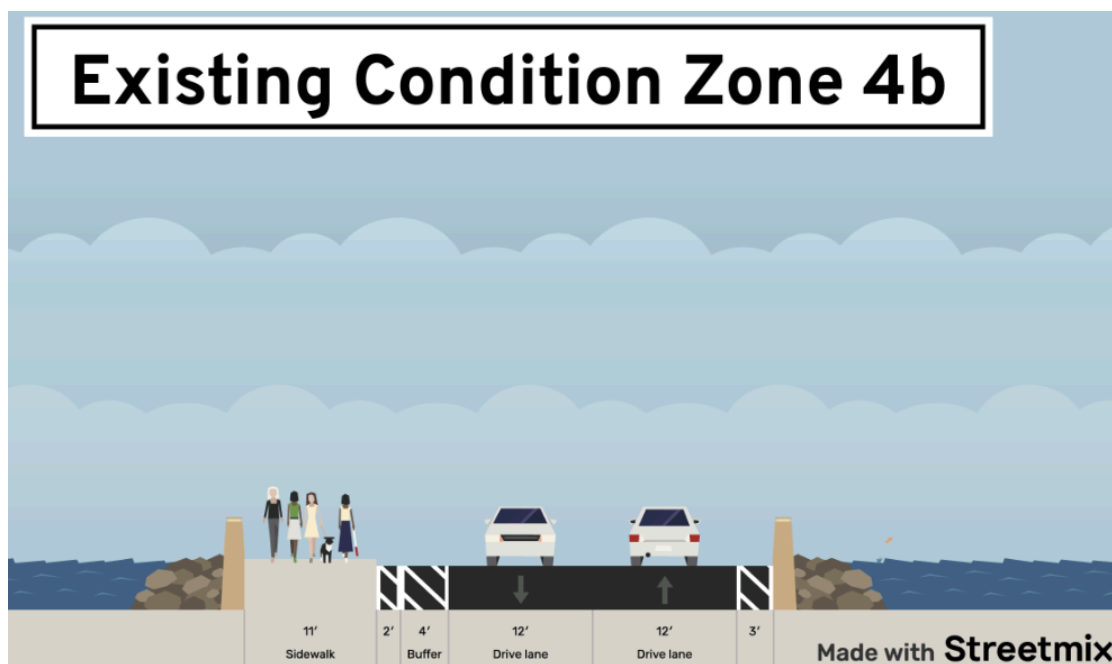 Existing Condition Zone 4b
11′ 2′ 4′ 12′ 12′ 3′
Sidewalk Buffer Drive lane Drive lane
Made with Streetmix